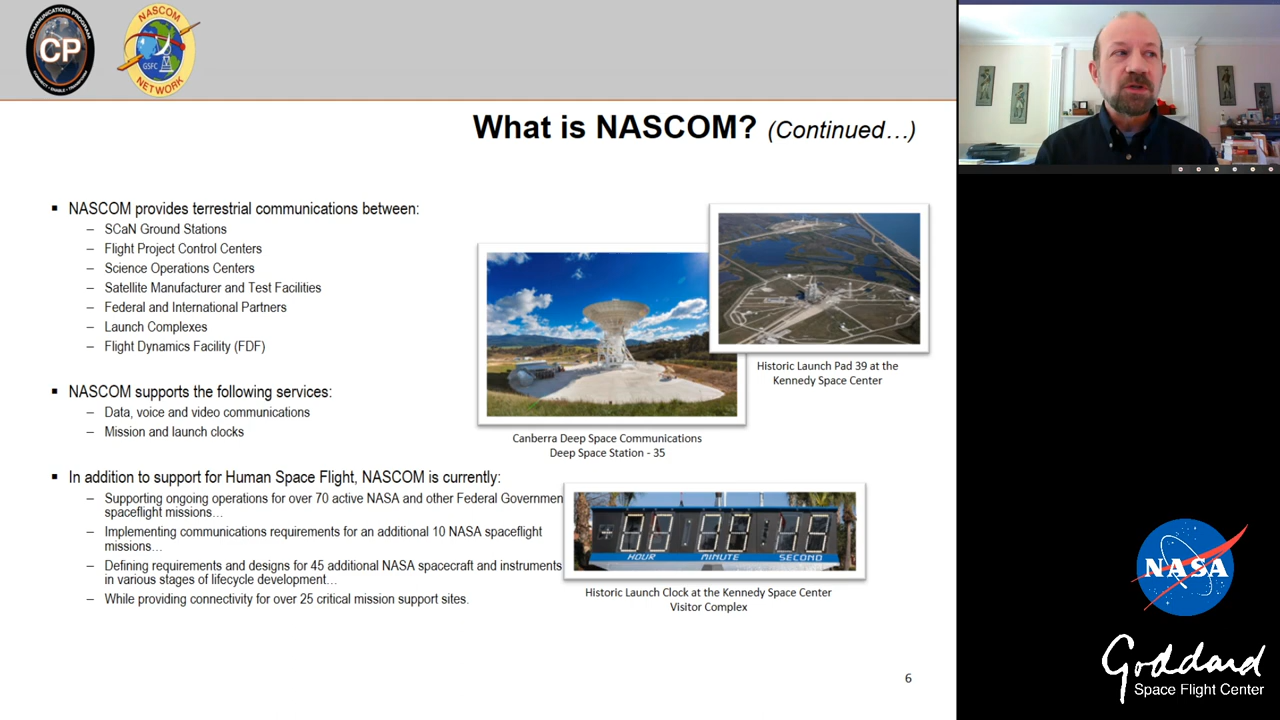 COMMUNICATIONS PROGRAM
CP
NASCOM
GSFC
NETWORK
What is NASCOM? (Continued…)
▪ NASCOM provides terrestrial communications between:
– SCaN Ground Stations
– Flight Project Control Centers
– Science Operations Centers
– Satellite Manufacturer and Test Facilities
– Federal and International Partners
– Launch Complexes
– Flight Dynamics Facility (FDF)
▪ NASCOM supports the following services:
– Data, voice and video communications
– Mission and launch clocks
▪ In addition to support for Human Space Flight, NASCOM is currently:
– Supporting ongoing operations for over 70 active NASA and other Federal Governmen
spaceflight missions…
– Implementing communications requirements for an additional 10 NASA spaceflight
missions…
– Defining requirements and designs for 45 additional NASA spacecraft and instruments
in various stages of lifecycle development…
– While providing connectivity for over 25 critical mission support sites.
Historic Launch Pad 39 at the
Kennedy Space Center
Canberra Deep Space Communications
Deep Space Station - 35
HOUR MINUTE SECOND
Historic Launch Clock at the Kennedy Space Center
Visitor Complex
6
NASA
Goddard
Space Flight Center